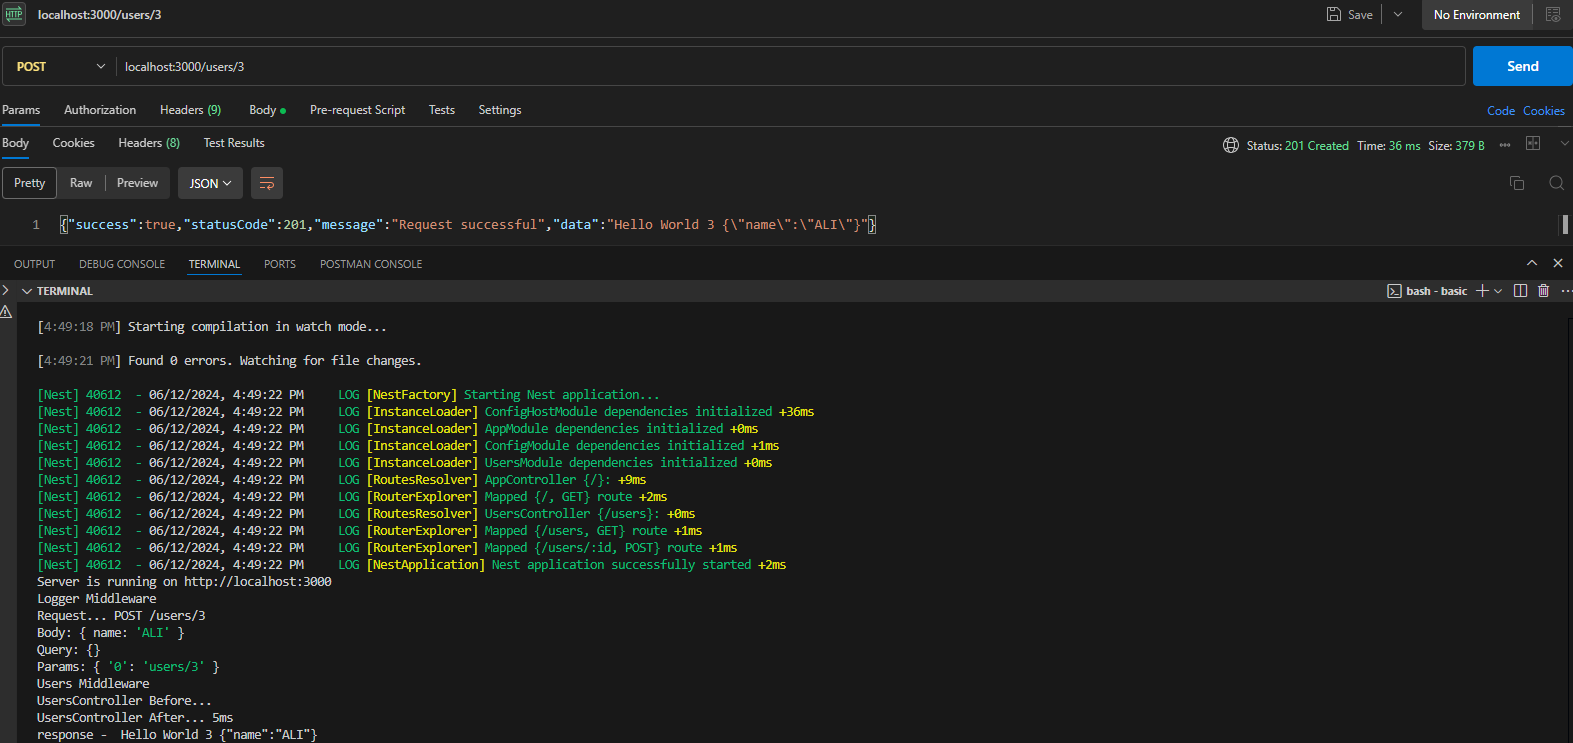 HTTP localhost:3000/users/3 Save No Environment
POST localhost:3000/users/3 Send
Params Authorization Headers (9) Body Pre-request Script Tests Settings Code Cookies
Body Cookies Headers (8) Test Results Status: 201 Created Time: 36 ms Size: 379 B
Pretty Raw Preview JSON
1 {"success":true,"statusCode":201,"message":"Request successful","data":"Hello World 3 {\"name\":\"ALI\"}"}
OUTPUT DEBUG CONSOLE TERMINAL PORTS POSTMAN CONSOLE
TERMINAL bash - basic
[4:49:18 PM] Starting compilation in watch mode...
[4:49:21 PM] Found 0 errors. Watching for file changes.
[Nest] 40612  - 06/12/2024, 4:49:22 PM     LOG [NestFactory] Starting Nest application...
[Nest] 40612  - 06/12/2024, 4:49:22 PM     LOG [InstanceLoader] ConfigHostModule dependencies initialized +36ms
[Nest] 40612  - 06/12/2024, 4:49:22 PM     LOG [InstanceLoader] AppModule dependencies initialized +0ms
[Nest] 40612  - 06/12/2024, 4:49:22 PM     LOG [InstanceLoader] ConfigModule dependencies initialized +1ms
[Nest] 40612  - 06/12/2024, 4:49:22 PM     LOG [InstanceLoader] UsersModule dependencies initialized +0ms
[Nest] 40612  - 06/12/2024, 4:49:22 PM     LOG [RoutesResolver] AppController {/}: +9ms
[Nest] 40612  - 06/12/2024, 4:49:22 PM     LOG [RouterExplorer] Mapped {/, GET} route +2ms
[Nest] 40612  - 06/12/2024, 4:49:22 PM     LOG [RoutesResolver] UsersController {/users}: +0ms
[Nest] 40612  - 06/12/2024, 4:49:22 PM     LOG [RouterExplorer] Mapped {/users, GET} route +1ms
[Nest] 40612  - 06/12/2024, 4:49:22 PM     LOG [RouterExplorer] Mapped {/users/:id, POST} route +1ms
[Nest] 40612  - 06/12/2024, 4:49:22 PM     LOG [NestApplication] Nest application successfully started +2ms
Server is running on http://localhost:3000
Logger Middleware
Request... POST /users/3
Body: { name: 'ALI' }
Query: {}
Params: { '0': 'users/3' }
Users Middleware
UsersController Before...
UsersController After... 5ms
response -  Hello World 3 {"name":"ALI"}